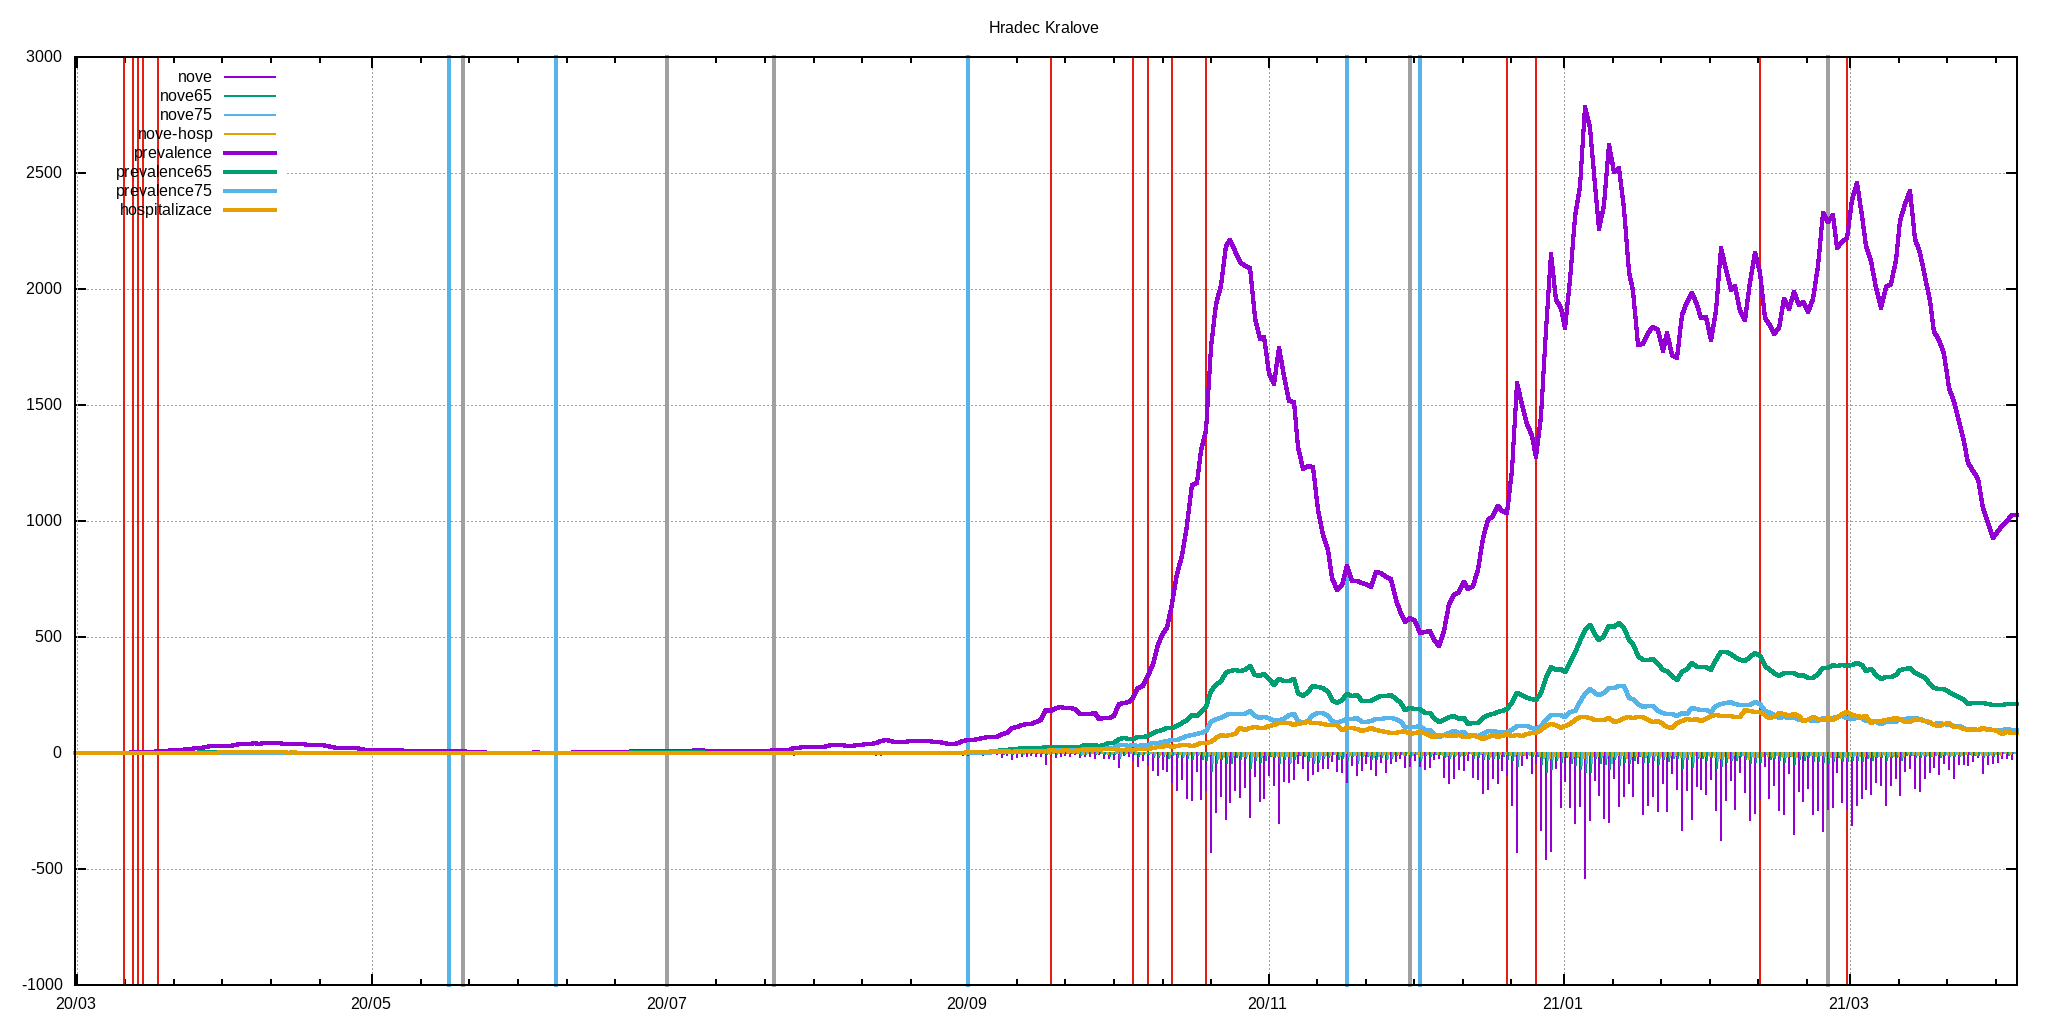 Hradec Kralove
3000
2500
2000
1500
1000
500
0
-500
-1000
nove
nove65
nove75
nove-hosp
prevalence
prevalence65
prevalence75
hospitalizace
20/03 20/05 20/07 20/09 20/11 21/01 21/03